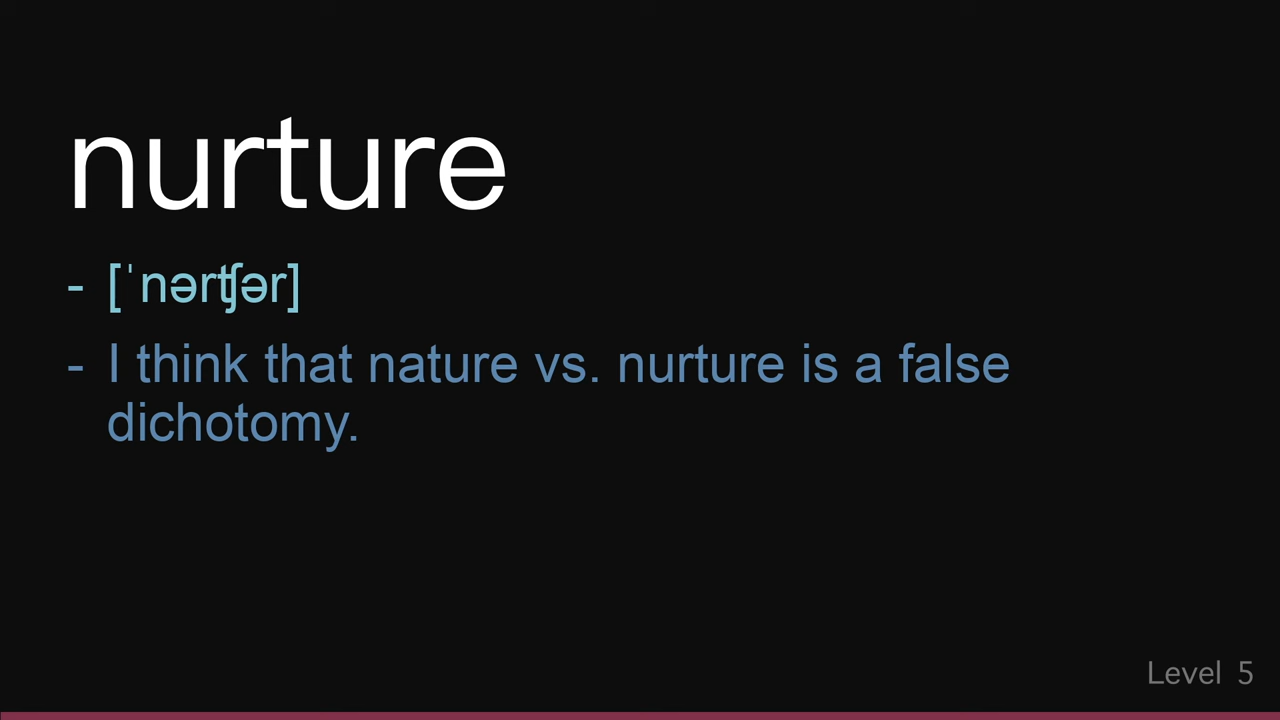 nurture
- [ˈnərʧər]
- I think that nature vs. nurture is a false
dichotomy.
Level 5